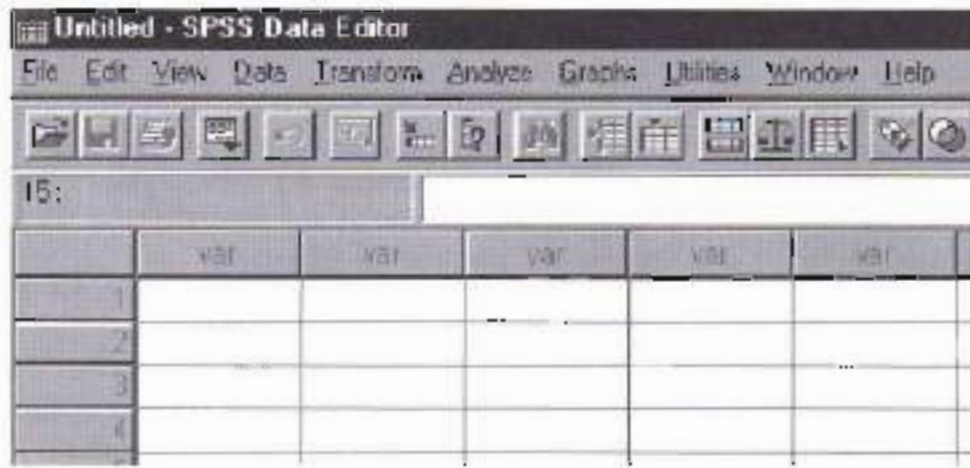 Untitled - SPSS Data Editor
File Edit View Data Transform Analyze Graphs Utilities Window Help
15:
var var var var var
1
2
3
4